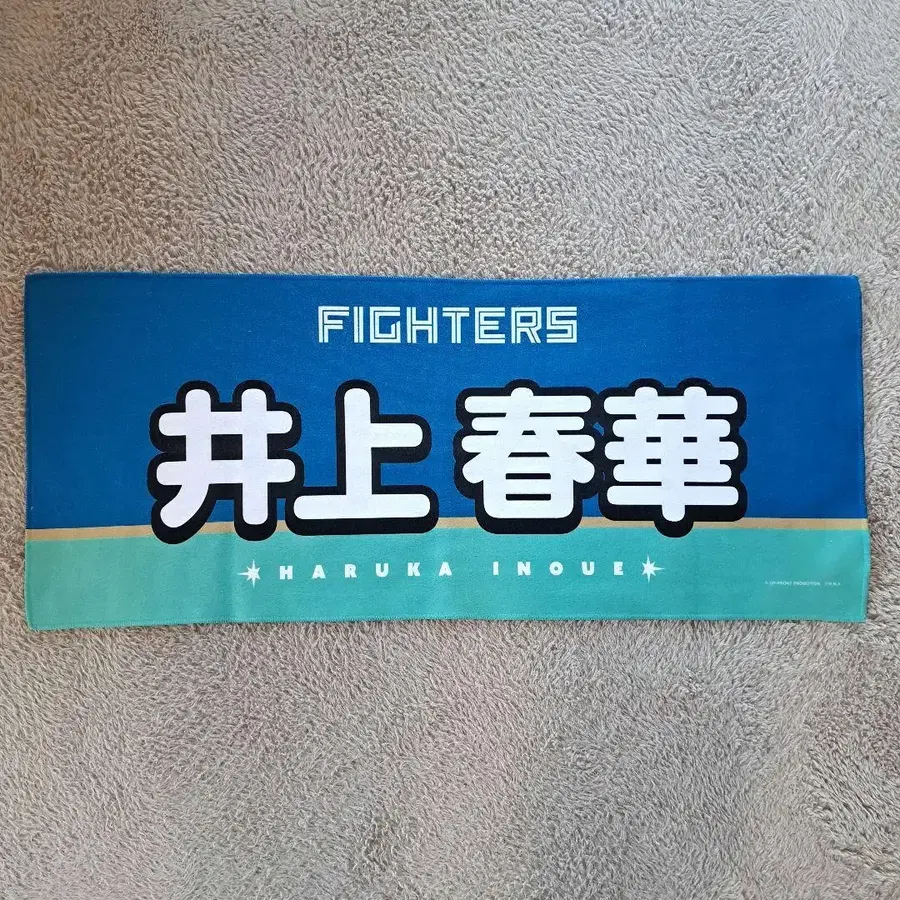 FIGHTERS
井上 春華
HARUKA INOUE